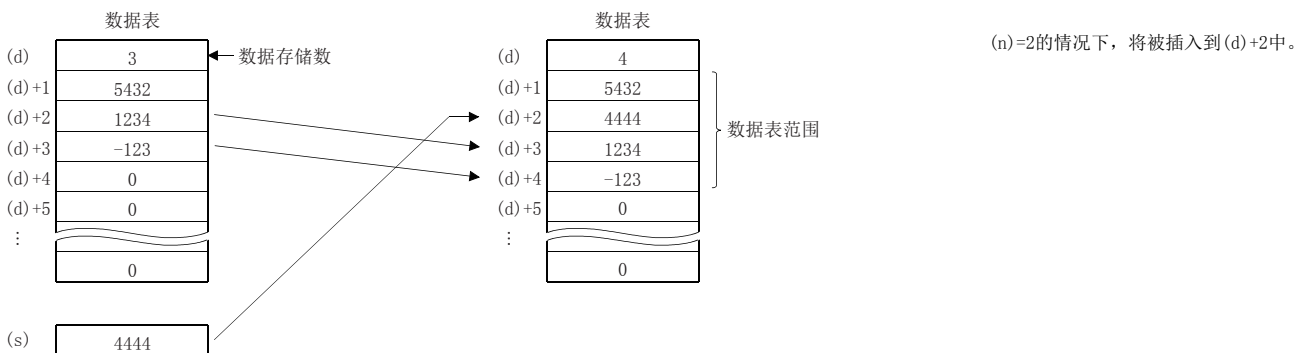 数据表
(d) 3 数据存储数
(d)+1 5432
(d)+2 1234
(d)+3 -123
(d)+4 0
(d)+5 0
⋮
0
(s) 4444
数据表
(d) 4
(d)+1 5432
(d)+2 4444
(d)+3 1234
(d)+4 -123
(d)+5 0
⋮
0
数据表范围
(n)=2的情况下，将被插入到(d)+2中。